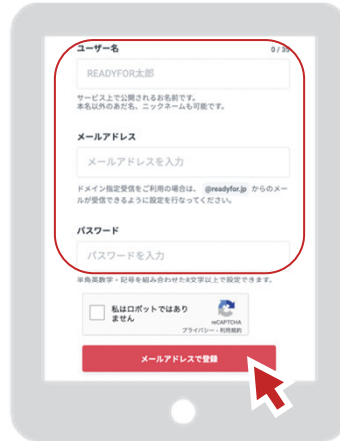 ユーザー名
0 / 35
READYFOR太郎
サービス上で公開されるお名前です。
本名以外のあだ名、ニックネームも可能です。
メールアドレス
メールアドレスを入力
ドメイン指定受信をご利用の場合は、 @readyfor.jp からのメー
ルが受信できるように設定を行なってください。
パスワード
パスワードを入力
半角英数字・記号を組み合わせた8文字以上で設定できます。
私はロボットではあり
ません
reCAPTCHA
プライバシー - 利用規約
メールアドレスで登録